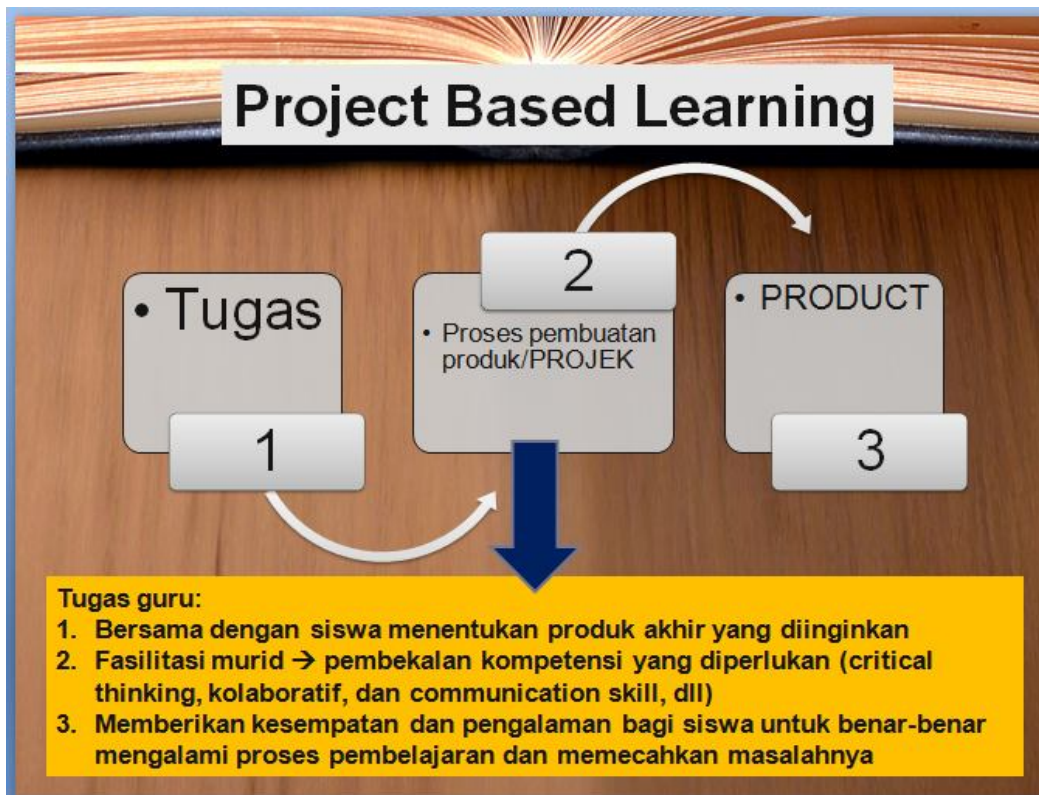 Project Based Learning
• Tugas
1
2
• Proses pembuatan
produk/PROJEK
• PRODUCT
3
Tugas guru:
1. Bersama dengan siswa menentukan produk akhir yang diinginkan
2. Fasilitasi murid → pembekalan kompetensi yang diperlukan (critical
thinking, kolaboratif, dan communication skill, dll)
3. Memberikan kesempatan dan pengalaman bagi siswa untuk benar-benar
mengalami proses pembelajaran dan memecahkan masalahnya